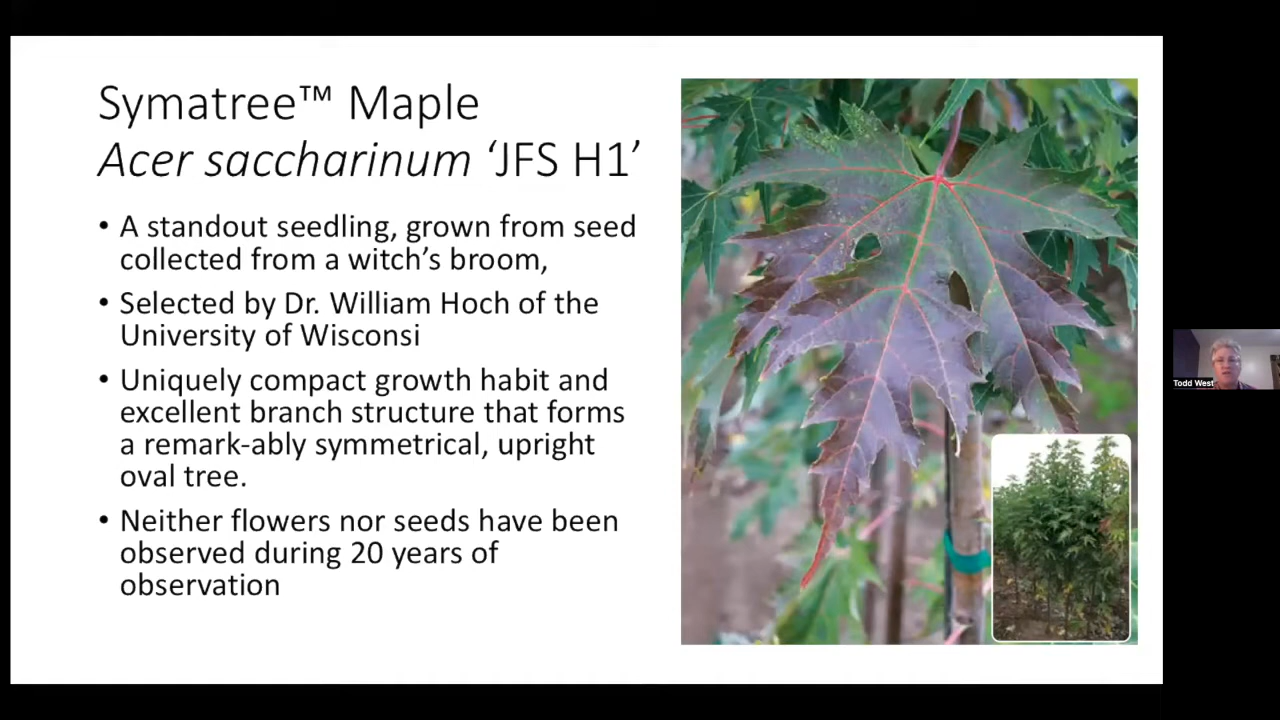 Symatree™ Maple
Acer saccharinum ‘JFS H1’
• A standout seedling, grown from seed
collected from a witch’s broom,
• Selected by Dr. William Hoch of the
University of Wisconsi
• Uniquely compact growth habit and
excellent branch structure that forms
a remark-ably symmetrical, upright
oval tree.
• Neither flowers nor seeds have been
observed during 20 years of
observation
Todd West